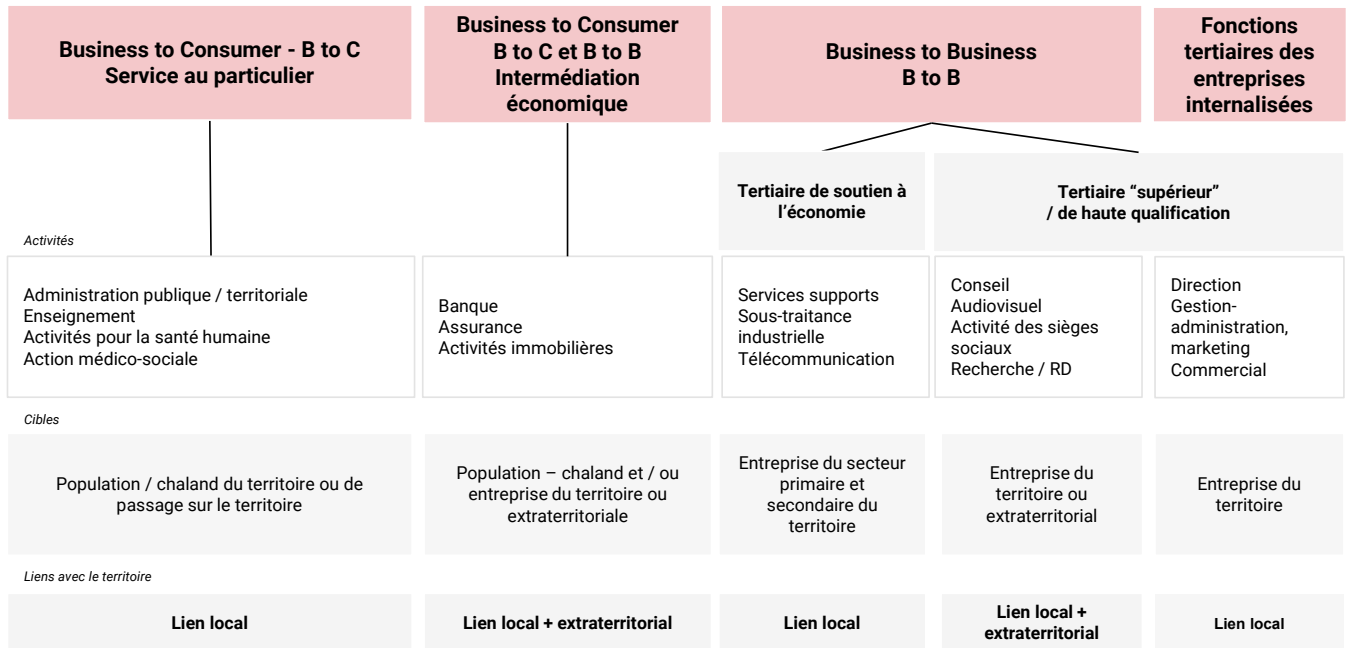 Business to Consumer - B to C
Service au particulier
Business to Consumer
B to C et B to B
Intermédiation
économique
Business to Business
B to B
Fonctions
tertiaires des
entreprises
internalisées
Tertiaire de soutien à
l’économie
Tertiaire “supérieur”
/ de haute qualification
Activités
Administration publique / territoriale
Enseignement
Activités pour la santé humaine
Action médico-sociale
Banque
Assurance
Activités immobilières
Services supports
Sous-traitance
industrielle
Télécommunication
Conseil
Audiovisuel
Activité des sièges
sociaux
Recherche / RD
Direction
Gestion-
administration,
marketing
Commercial
Cibles
Population / chaland du territoire ou de
passage sur le territoire
Population – chaland et / ou
entreprise du territoire ou
extraterritoriale
Entreprise du secteur
primaire et
secondaire du
territoire
Entreprise du
territoire ou
extraterritorial
Entreprise du
territoire
Liens avec le territoire
Lien local
Lien local + extraterritorial
Lien local
Lien local +
extraterritorial
Lien local